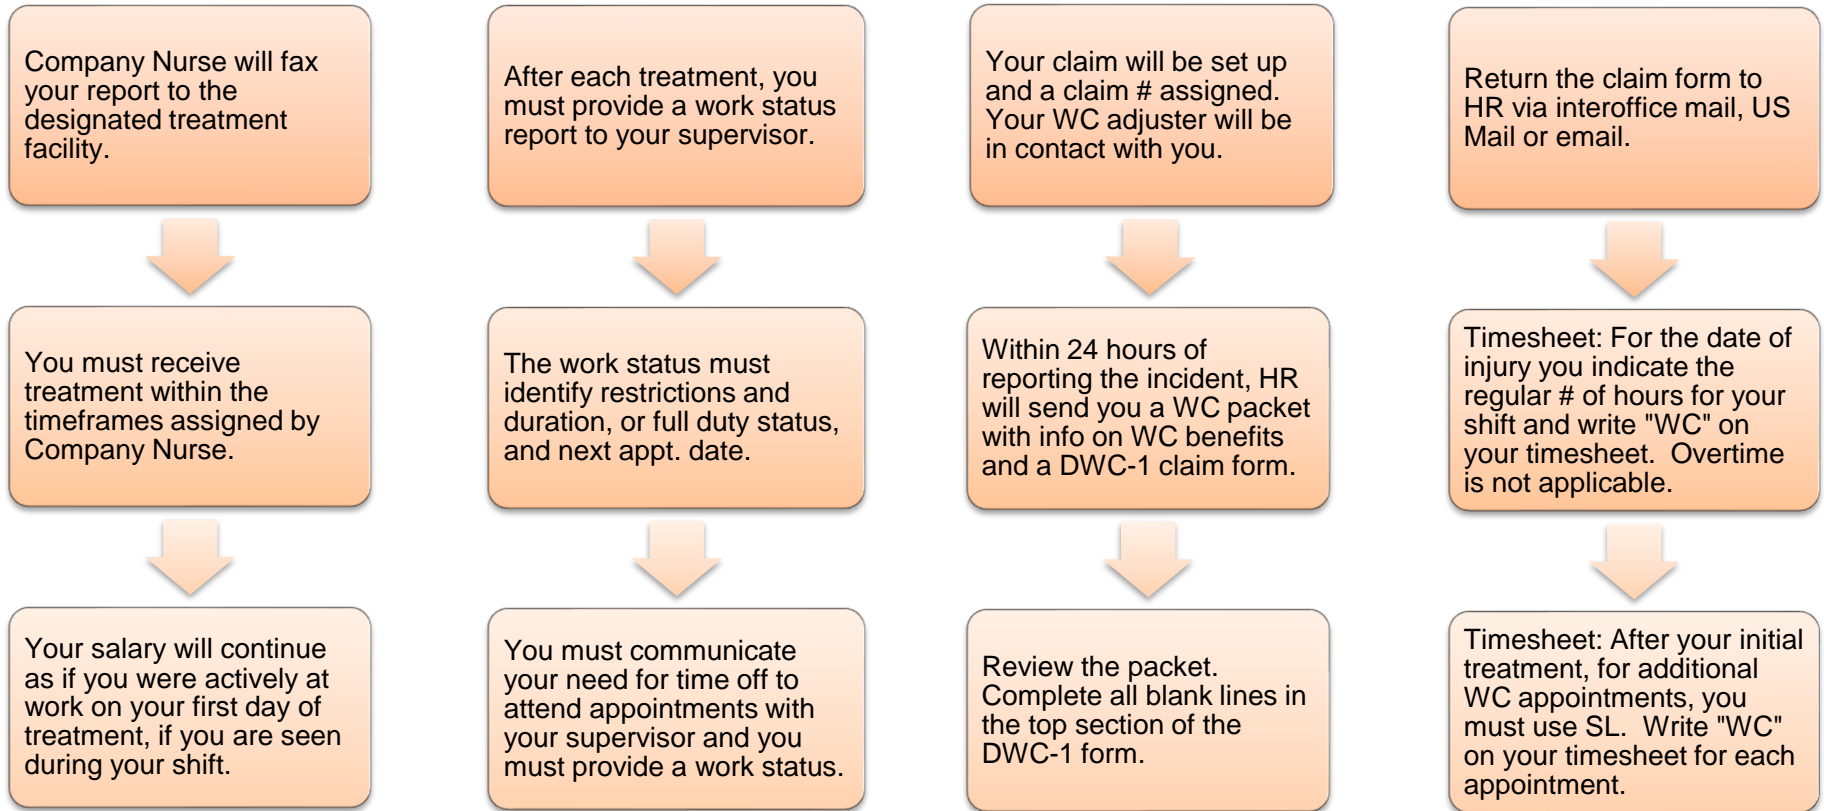 Company Nurse will fax
your report to the
designated treatment
facility.
You must receive
treatment within the
timeframes assigned by
Company Nurse.
Your salary will continue
as if you were actively at
work on your first day of
treatment, if you are seen
during your shift.
After each treatment, you
must provide a work status
report to your supervisor.
The work status must
identify restrictions and
duration, or full duty status,
and next appt. date.
You must communicate
your need for time off to
attend appointments with
your supervisor and you
must provide a work status.
Your claim will be set up
and a claim # assigned.
Your WC adjuster will be
in contact with you.
Within 24 hours of
reporting the incident, HR
will send you a WC packet
with info on WC benefits
and a DWC-1 claim form.
Review the packet.
Complete all blank lines in
the top section of the
DWC-1 form.
Return the claim form to
HR via interoffice mail, US
Mail or email.
Timesheet: For the date of
injury you indicate the
regular # of hours for your
shift and write "WC" on
your timesheet.  Overtime
is not applicable.
Timesheet: After your initial
treatment, for additional
WC appointments, you
must use SL.  Write "WC"
on your timesheet for each
appointment.